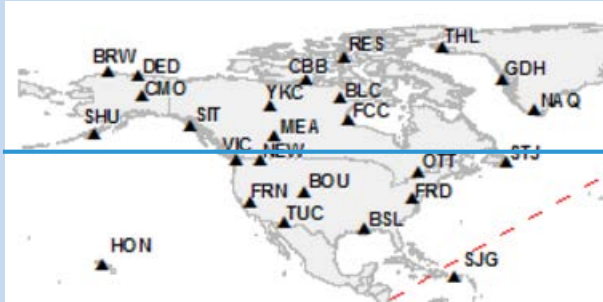 RES
THL
BRW
DED
CBB
GDH
CMO
YKC
BLC
SHU
SIT
FCC
NAQ
MEA
VIC
NEW
OTT
STJ
FRN
BOU
FRD
TUC
BSL
HON
SJG